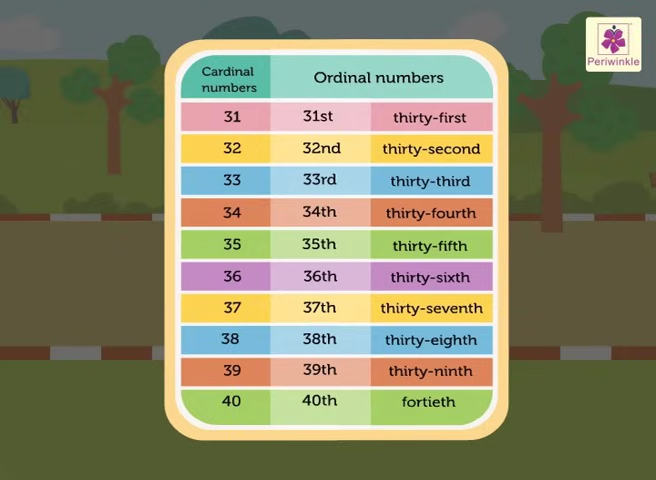 Periwinkle
Cardinal numbers Ordinal numbers
31 31st thirty-first
32 32nd thirty-second
33 33rd thirty-third
34 34th thirty-fourth
35 35th thirty-fifth
36 36th thirty-sixth
37 37th thirty-seventh
38 38th thirty-eighth
39 39th thirty-ninth
40 40th fortieth